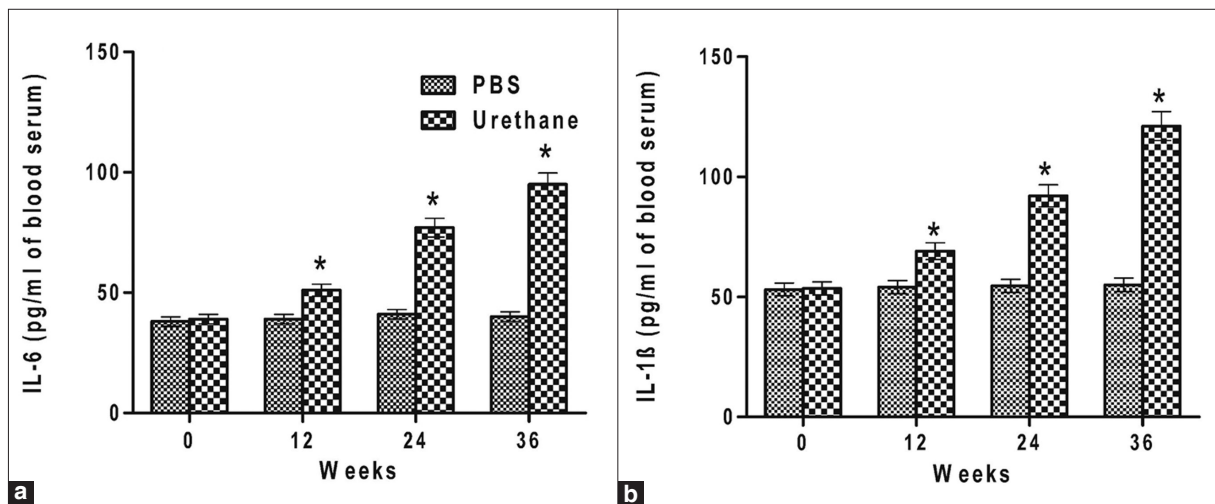 IL-6 (pg/ml of blood serum)
150
100
50
0
PBS
Urethane
*
*
*
0 12 24 36
Weeks
a
IL-1ß (pg/ml of blood serum)
150
100
50
0
*
*
*
0 12 24 36
Weeks
b